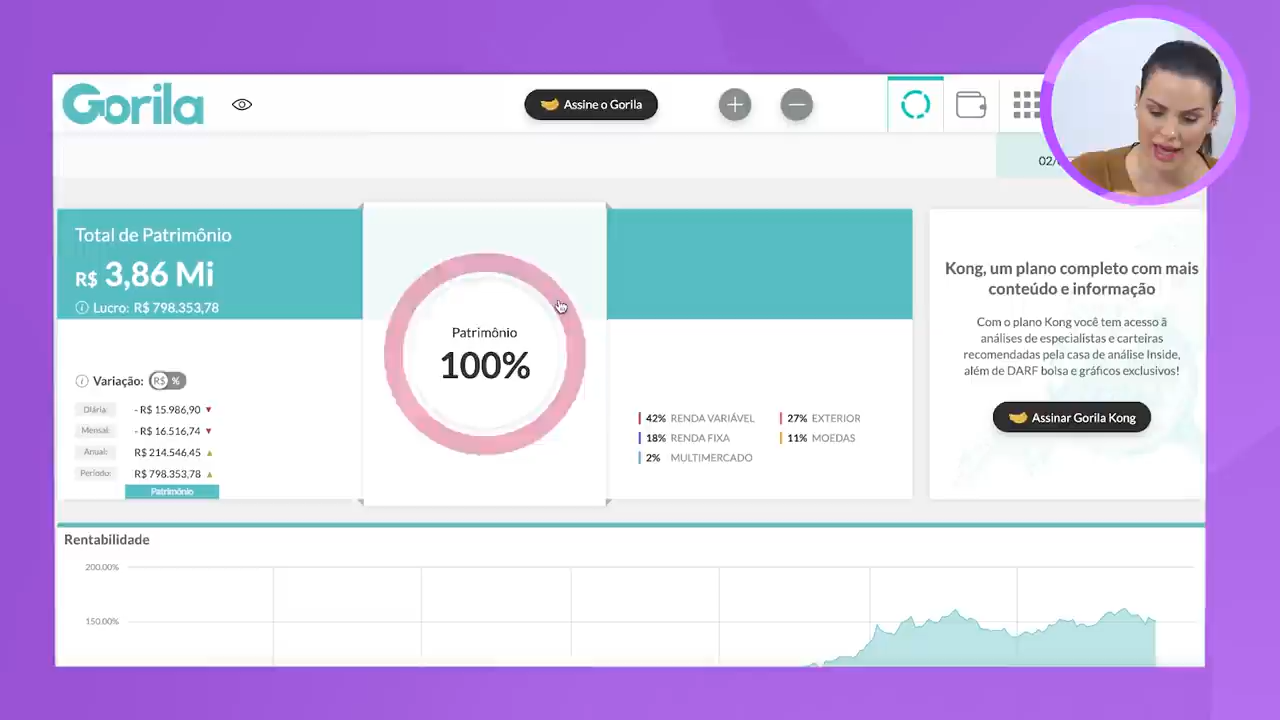 Gorila
Assine o Gorila
02/
Total de Patrimônio
R$ 3,86 Mi
Lucro: R$ 798.353,78
Variação: R$ %
Diária: - R$ 15.986,90
Mensal: - R$ 16.516,74
Anual: R$ 214.546,45
Período: R$ 798.353,78
Patrimônio
Patrimônio
100%
42% RENDA VARIÁVEL 27% EXTERIOR
18% RENDA FIXA 11% MOEDAS
2% MULTIMERCADO
Kong, um plano completo com mais
conteúdo e informação
Com o plano Kong você tem acesso à
análises de especialistas e carteiras
recomendadas pela casa de análise Inside,
além de DARF bolsa e gráficos exclusivos!
Assinar Gorila Kong
Rentabilidade
200.00%
150.00%